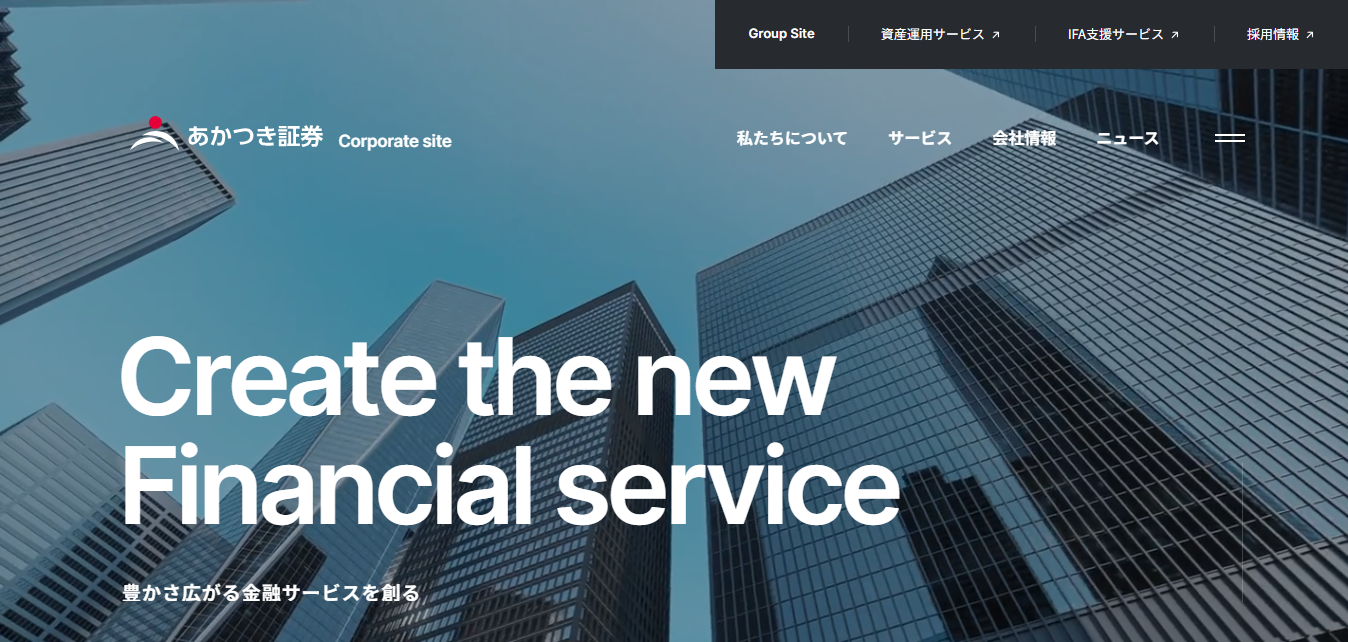 Group Site
資産運用サービス
IFA支援サービス
採用情報
あかつき証券 Corporate site
私たちについて
サービス
会社情報
ニュース
Create the new
Financial service
豊かさ広がる金融サービスを創る